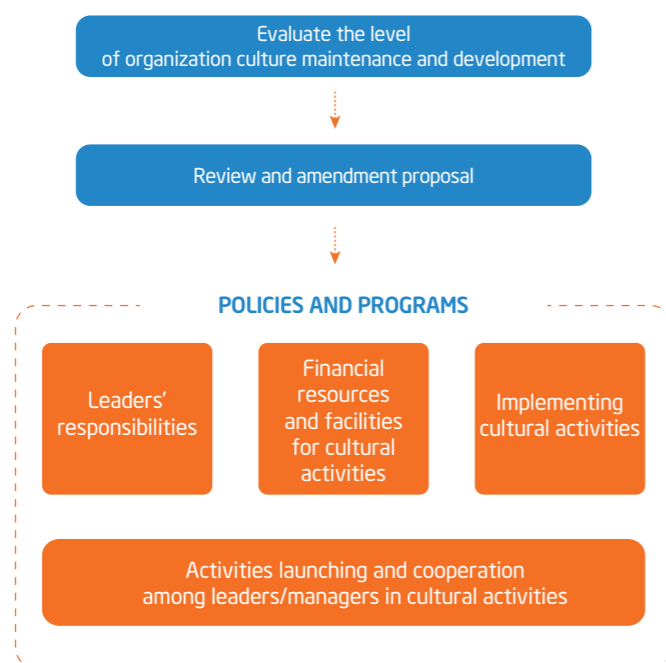 Evaluate the level
of organization culture maintenance and development
Review and amendment proposal
POLICIES AND PROGRAMS
Leaders’
responsibilities
Financial
resources
and facilities
for cultural
activities
Implementing
cultural activities
Activities launching and cooperation
among leaders/managers in cultural activities